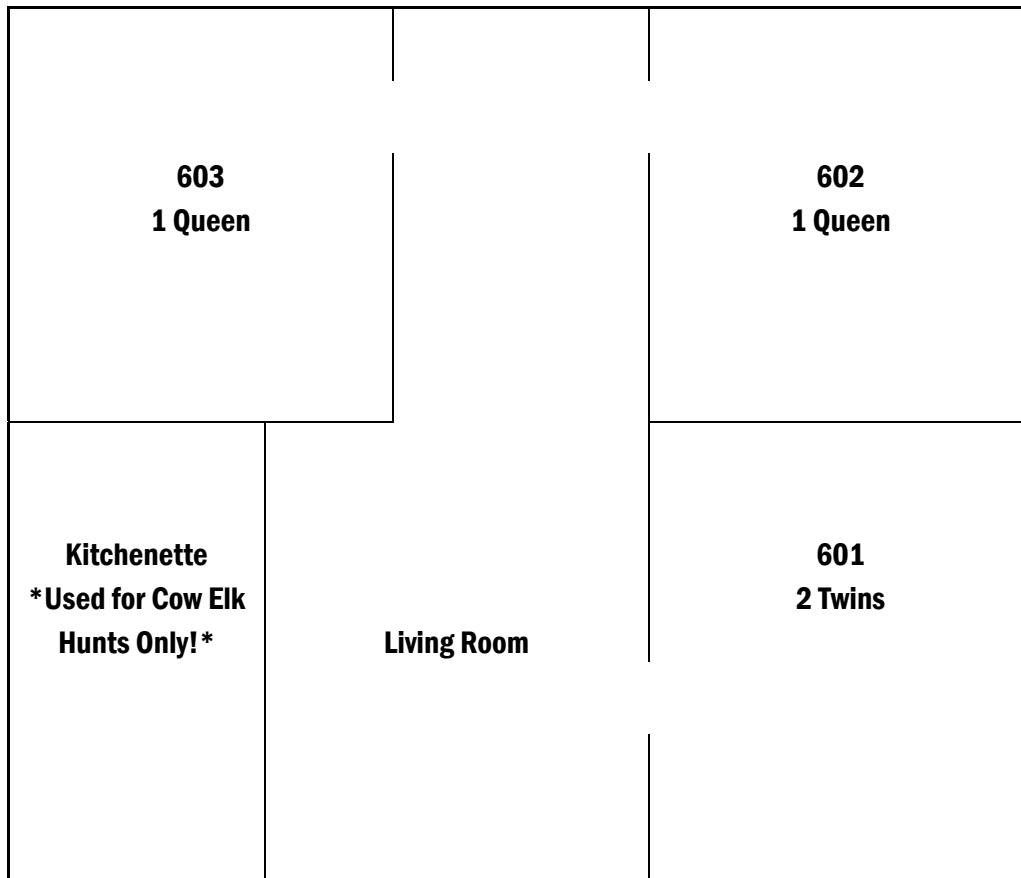 603
1 Queen
602
1 Queen
Kitchenette
*Used for Cow Elk
Hunts Only!*
Living Room
601
2 Twins